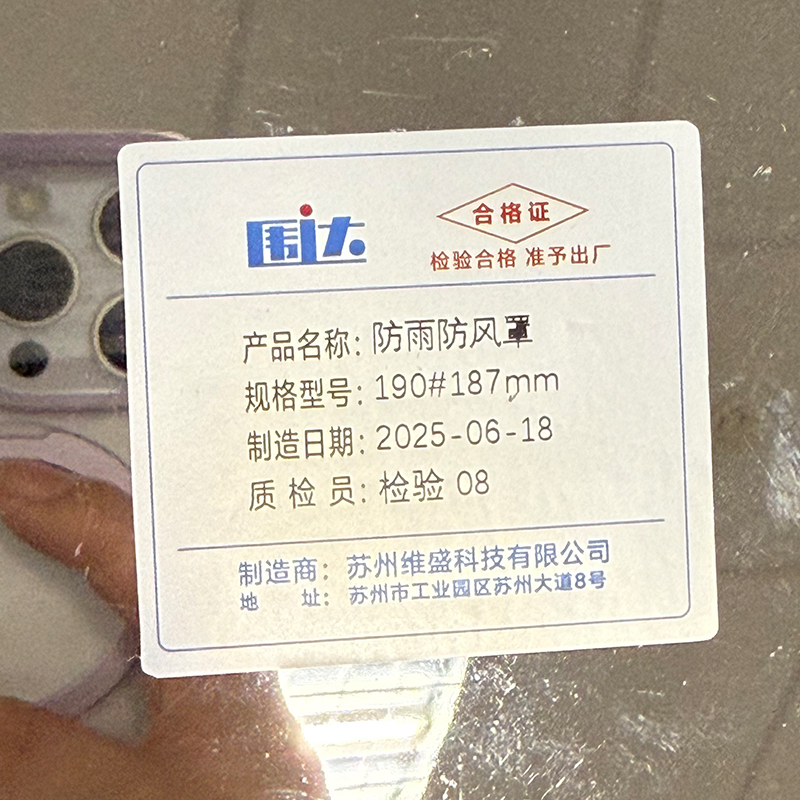 围达
合格证
检验合格 准予出厂
产品名称：防雨防风罩
规格型号：190#187mm
制造日期：2025-06-18
质检员：检验 08
制造商：苏州维盛科技有限公司
地址：苏州市工业园区苏州大道8号